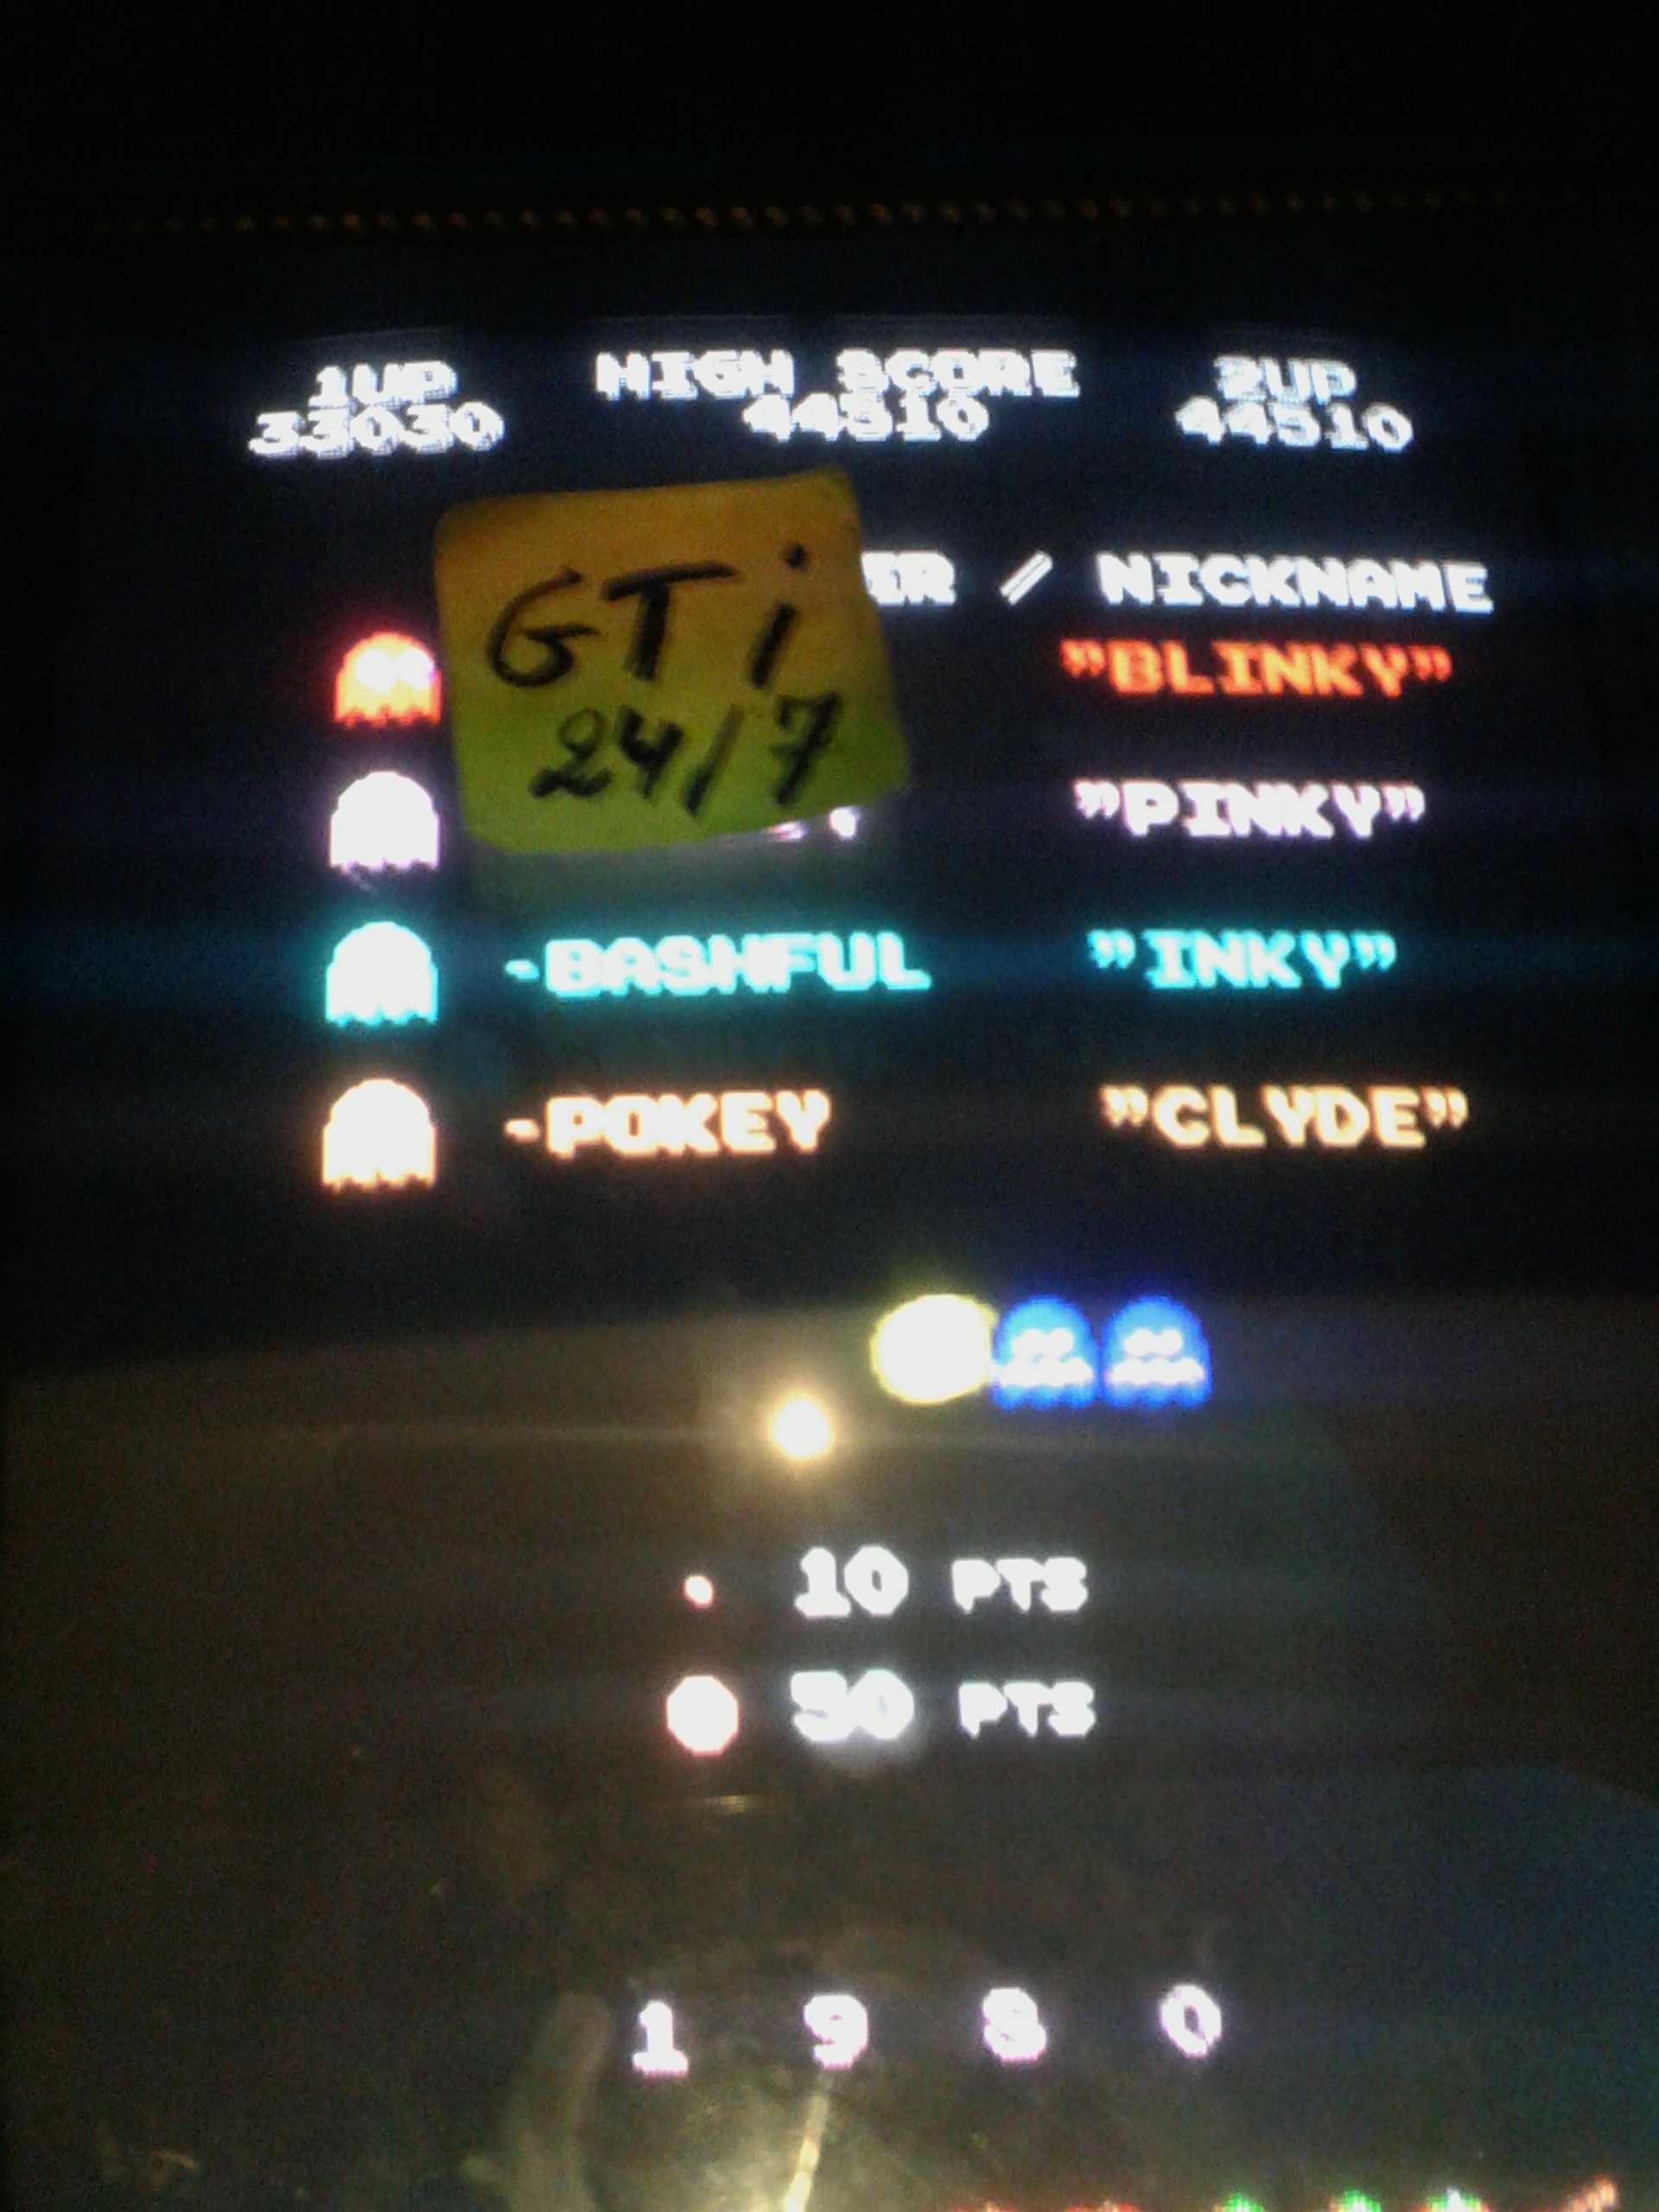 1UP HIGH SCORE 2UP
33030 44510 44510
GTi
24/7
ER / NICKNAME
"BLINKY"
"PINKY"
-BASHFUL "INKY"
-POKEY "CLYDE"
10 PTS
50 PTS
1980